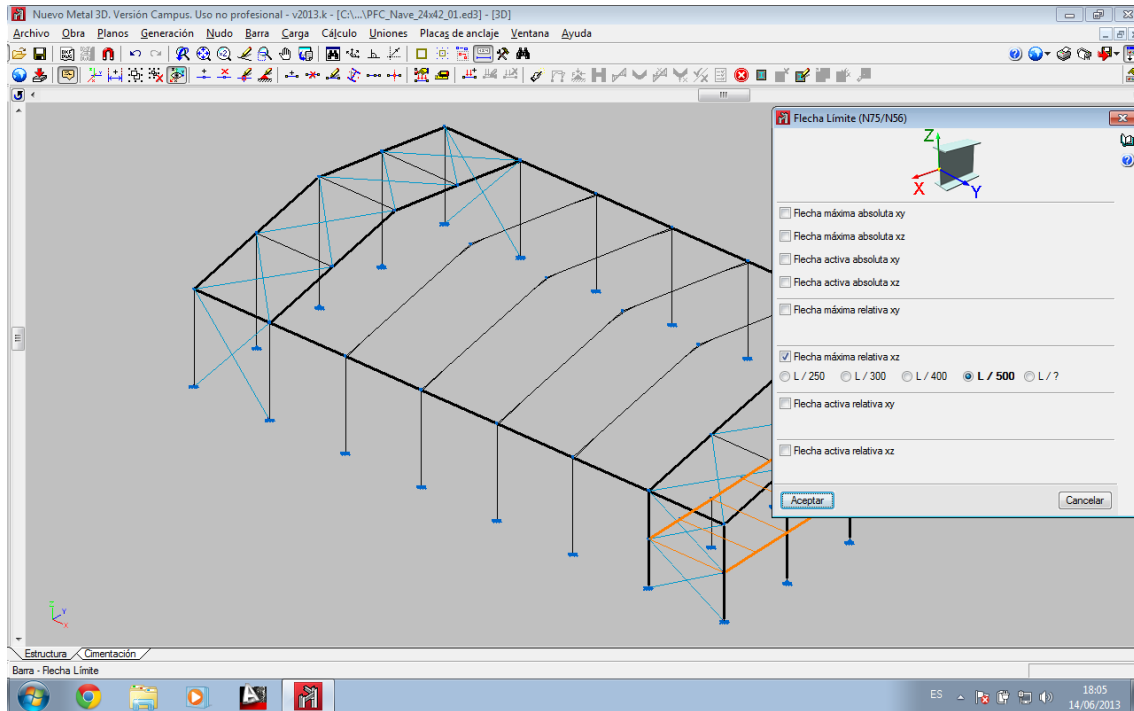 Nuevo Metal 3D. Versión Campus. Uso no profesional - v2013.k - [C:\...\PFC_Nave_24x42_01.ed3] - [3D]
Archivo Obra Planos Generación Nudo Barra Carga Cálculo Uniones Placas de anclaje Ventana Ayuda
Flecha Límite (N75/N56)
Z
X
Y
Flecha máxima absoluta xy
Flecha máxima absoluta xz
Flecha activa absoluta xy
Flecha activa absoluta xz
Flecha máxima relativa xy
Flecha máxima relativa xz
L / 250 L / 300 L / 400 L / 500 L / ?
Flecha activa relativa xy
Flecha activa relativa xz
Aceptar Cancelar
Y
X
Estructura Cimentación
Barra - Flecha Límite
ES 18:05
14/06/2013